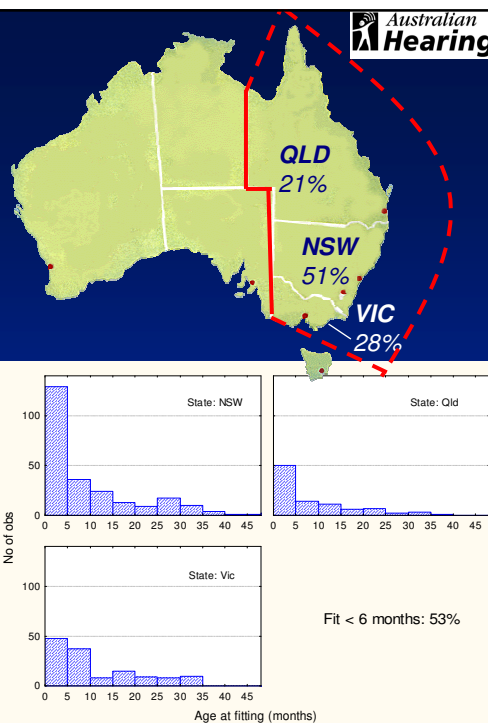 Australian
Hearing
QLD
21%
NSW
51%
VIC
28%
State: NSW
State: Qld
100
50
0
0 5 10 15 20 25 30 35 40 45
0 5 10 15 20 25 30 35 40 45
No of obs
State: Vic
100
50
0
0 5 10 15 20 25 30 35 40 45
Fit < 6 months: 53%
Age at fitting (months)